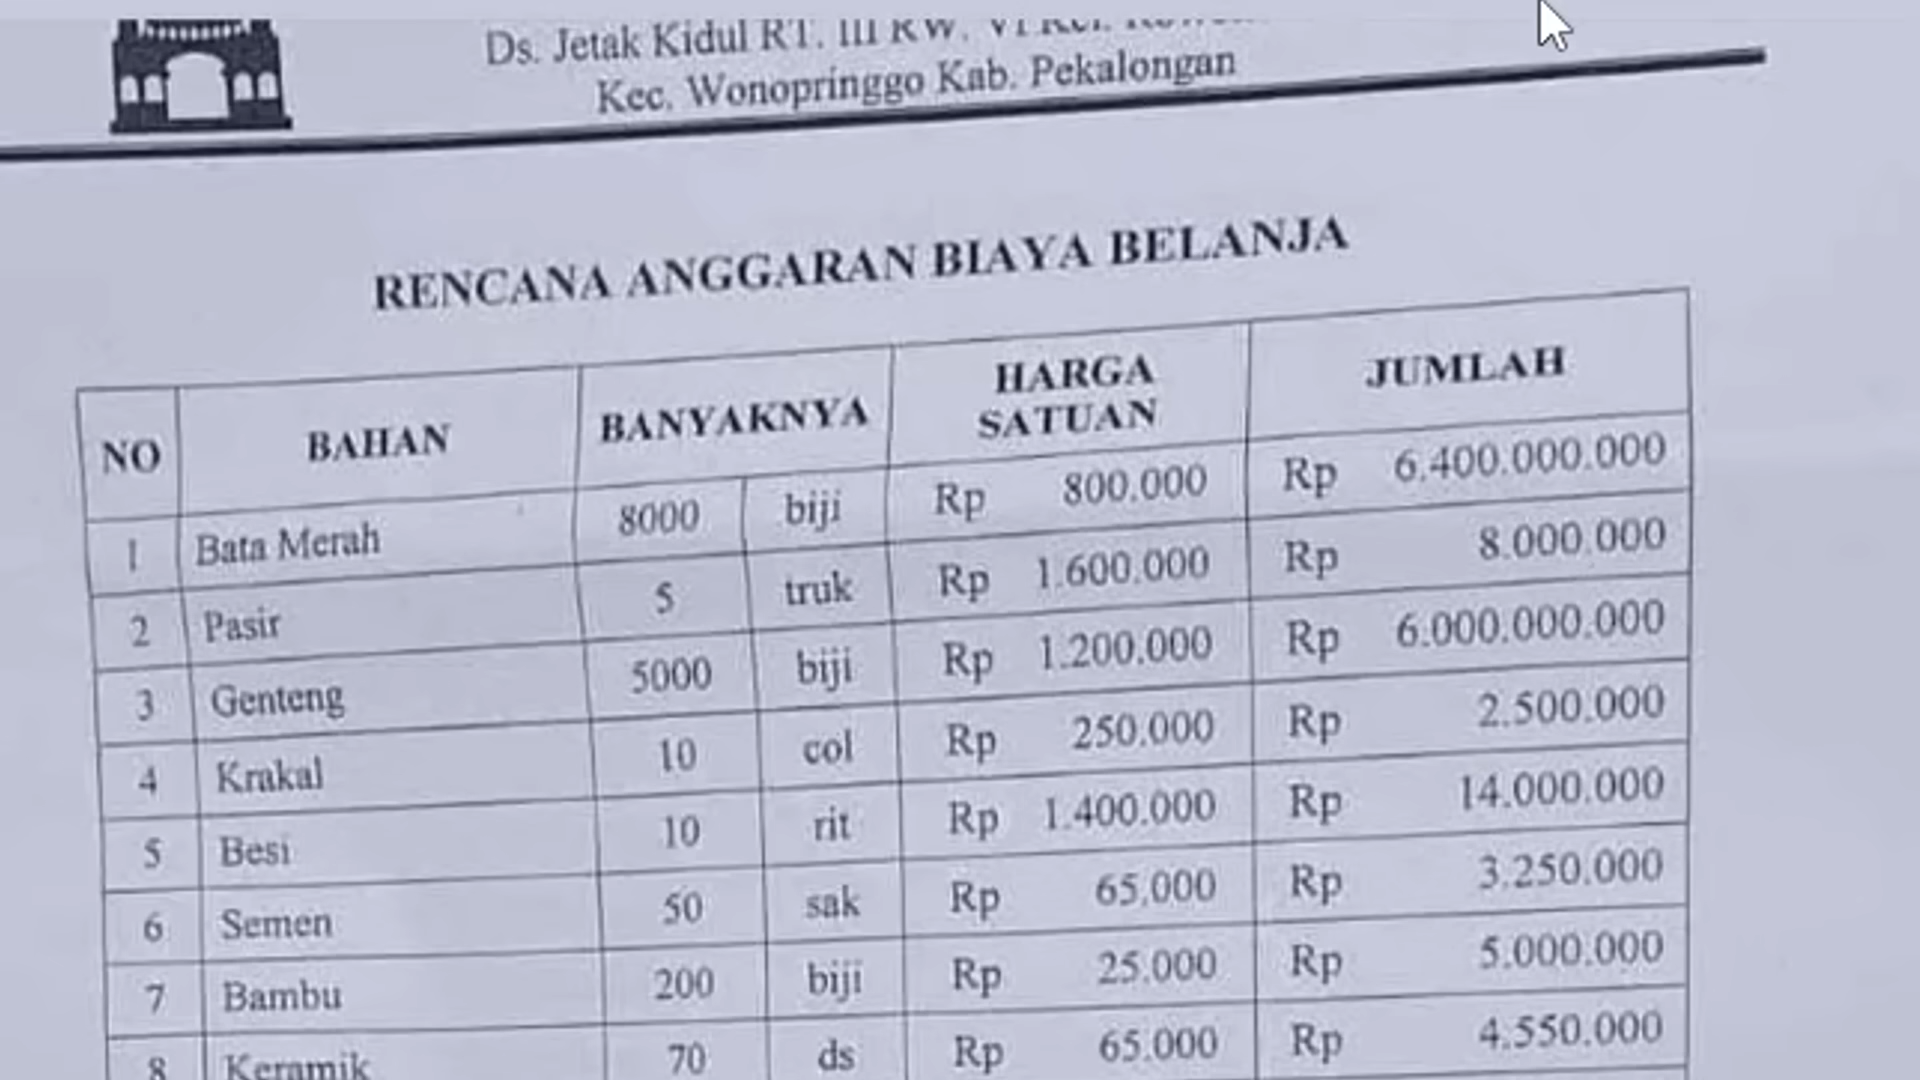 Ds. Jetak Kidul RT. III RW. VI Kel.
Kec. Wonopringgo Kab. Pekalongan
RENCANA ANGGARAN BIAYA BELANJA
NO BAHAN BANYAKNYA HARGA SATUAN JUMLAH
1 Bata Merah 8000 biji Rp 800.000 Rp 6.400.000.000
2 Pasir 5 truk Rp 1.600.000 Rp 8.000.000
3 Genteng 5000 biji Rp 1.200.000 Rp 6.000.000.000
4 Krakal 10 col Rp 250.000 Rp 2.500.000
5 Besi 10 rit Rp 1.400.000 Rp 14.000.000
6 Semen 50 sak Rp 65,000 Rp 3.250.000
7 Bambu 200 biji Rp 25.000 Rp 5.000.000
8 Keramik 70 ds Rp 65.000 Rp 4.550.000